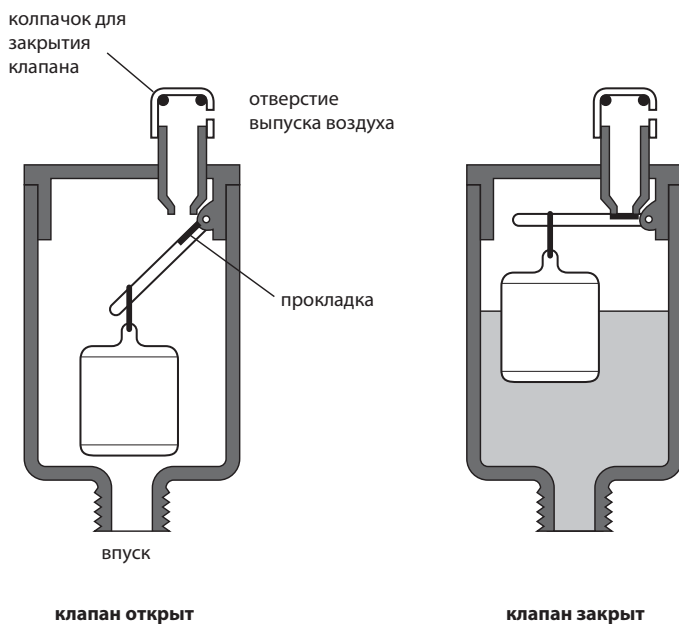 колпачок для
закрытия
клапана
отверстие
выпуска воздуха
прокладка
впуск
клапан открыт
клапан закрыт